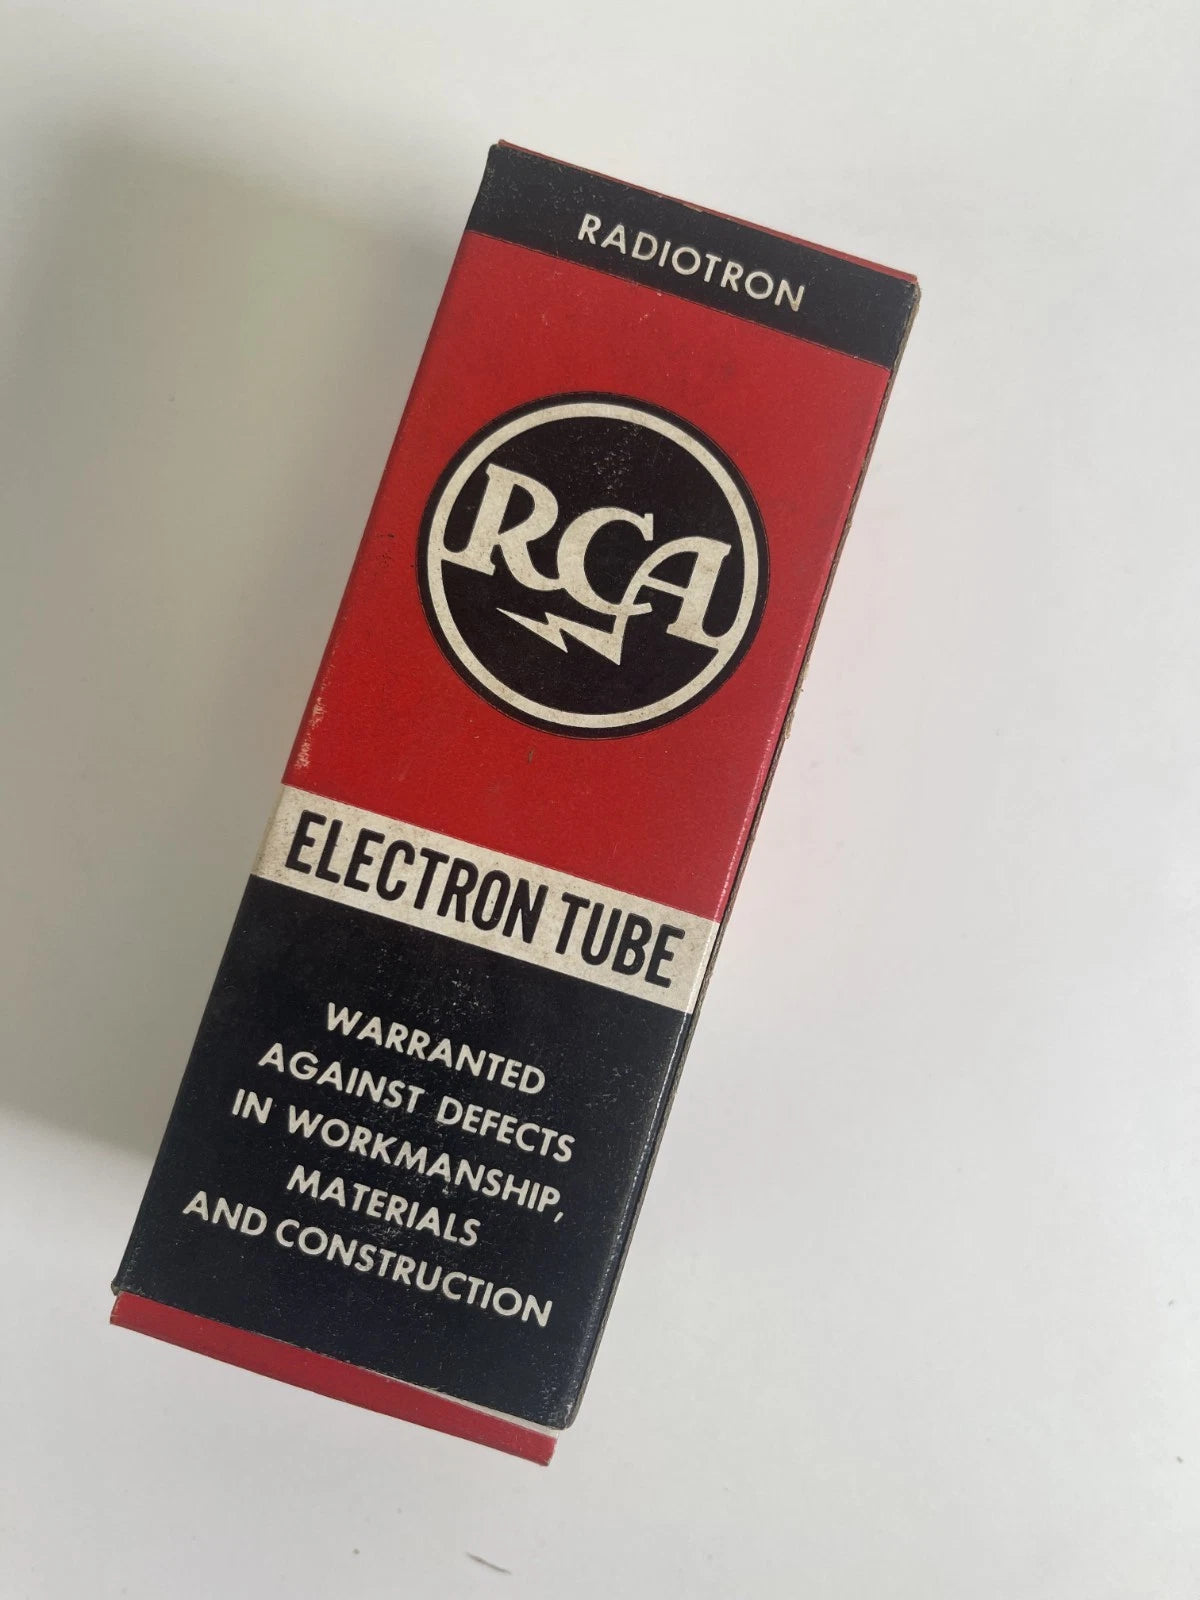 RADIOTRON
RCA
ELECTRON TUBE
WARRANTED
AGAINST DEFECTS
IN WORKMANSHIP,
MATERIALS
AND CONSTRUCTION